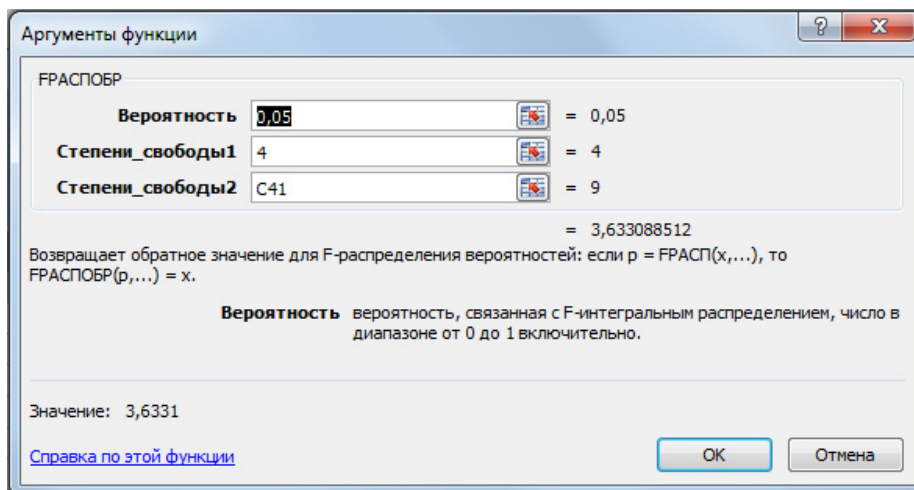 Аргументы функции
FРАСПОБР
Вероятность 0,05 = 0,05
Степени_свободы1 4 = 4
Степени_свободы2 C41 = 9
= 3,633088512
Возвращает обратное значение для F-распределения вероятностей: если p = FРАСП(x,...), то
FРАСПОБР(p,...) = x.
Вероятность вероятность, связанная с F-интегральным распределением, число в
диапазоне от 0 до 1 включительно.
Значение: 3,6331
Справка по этой функции
ОК
Отмена